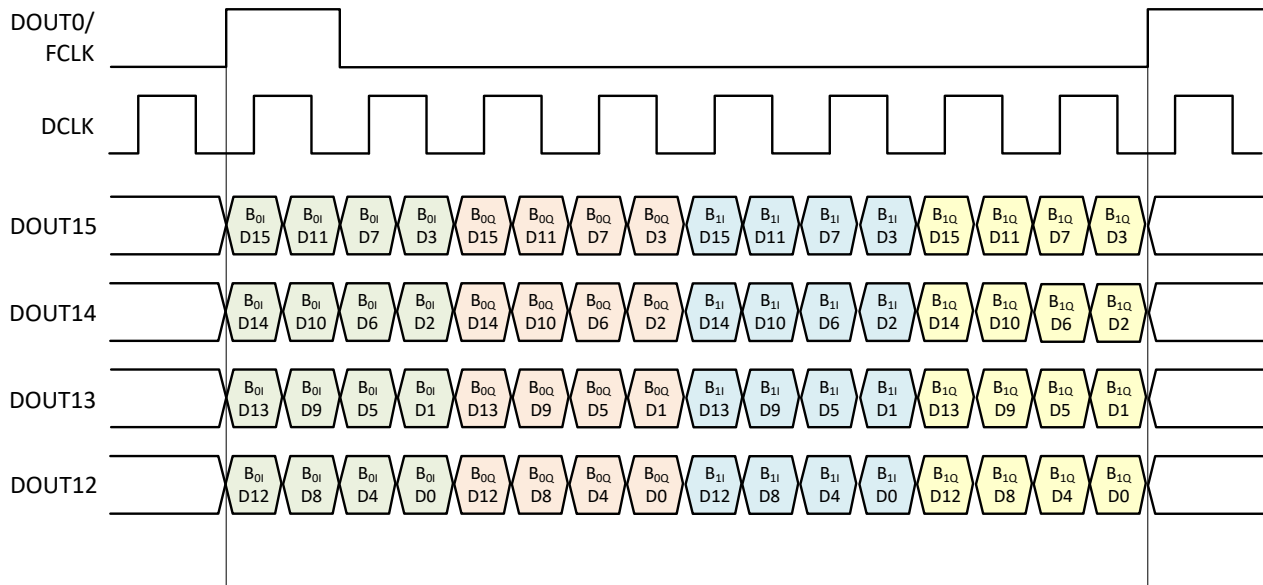 DOUT0/
FCLK
DCLK
DOUT15
B0I B0I B0I B0I B0Q B0Q B0Q B0Q B1I B1I B1I B1I B1Q B1Q B1Q B1Q
D15 D11 D7 D3 D15 D11 D7 D3 D15 D11 D7 D3 D15 D11 D7 D3
DOUT14
B0I B0I B0I B0I B0Q B0Q B0Q B0Q B1I B1I B1I B1I B1Q B1Q B1Q B1Q
D14 D10 D6 D2 D14 D10 D6 D2 D14 D10 D6 D2 D14 D10 D6 D2
DOUT13
B0I B0I B0I B0I B0Q B0Q B0Q B0Q B1I B1I B1I B1I B1Q B1Q B1Q B1Q
D13 D9 D5 D1 D13 D9 D5 D1 D13 D9 D5 D1 D13 D9 D5 D1
DOUT12
B0I B0I B0I B0I B0Q B0Q B0Q B0Q B1I B1I B1I B1I B1Q B1Q B1Q B1Q
D12 D8 D4 D0 D12 D8 D4 D0 D12 D8 D4 D0 D12 D8 D4 D0